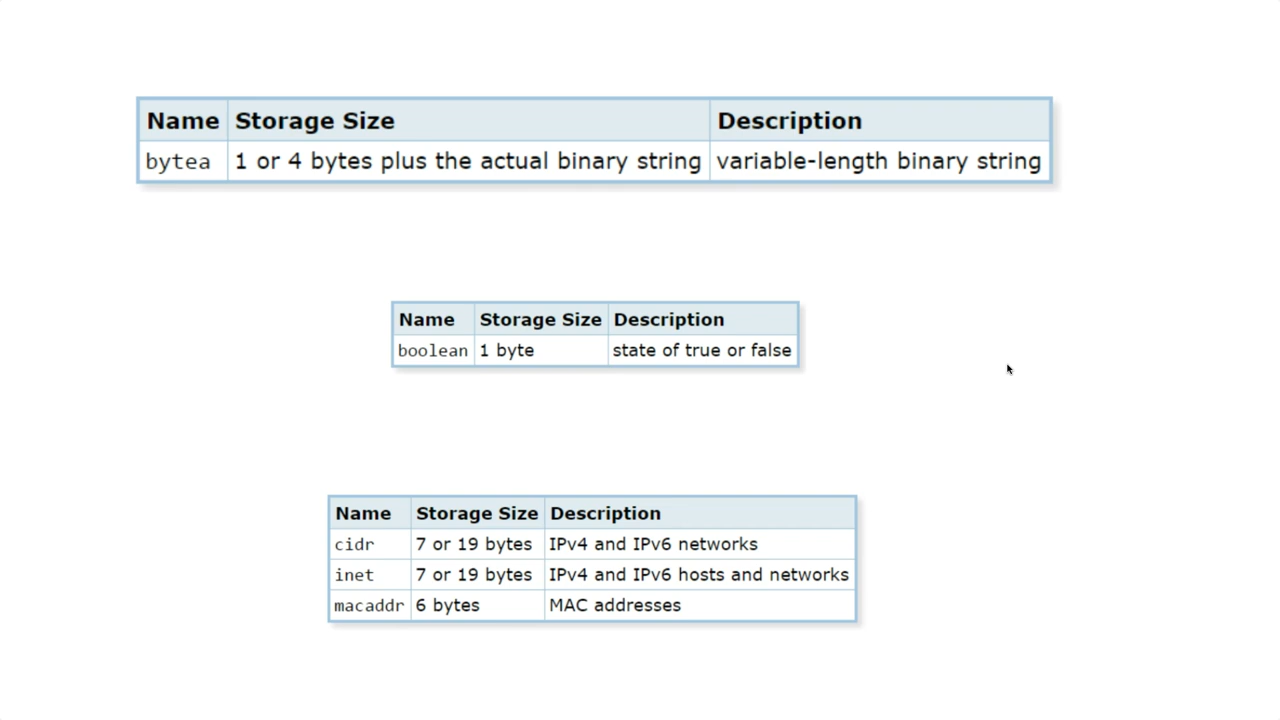 Name Storage Size Description
bytea 1 or 4 bytes plus the actual binary string variable-length binary string
Name Storage Size Description
boolean 1 byte state of true or false
Name Storage Size Description
cidr 7 or 19 bytes IPv4 and IPv6 networks
inet 7 or 19 bytes IPv4 and IPv6 hosts and networks
macaddr 6 bytes MAC addresses